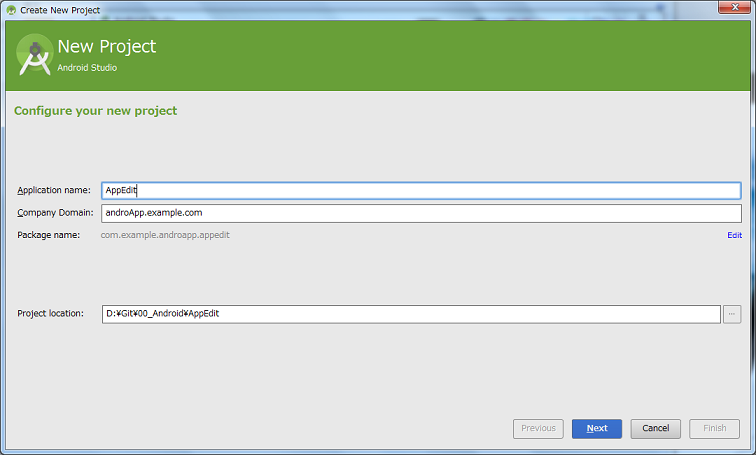 Create New Project
New Project
Android Studio
Configure your new project
Application name: AppEdit
Company Domain: androApp.example.com
Package name: com.example.androapp.appedit Edit
Project location: D:¥Git¥00_Android¥AppEdit ...
Previous Next Cancel Finish